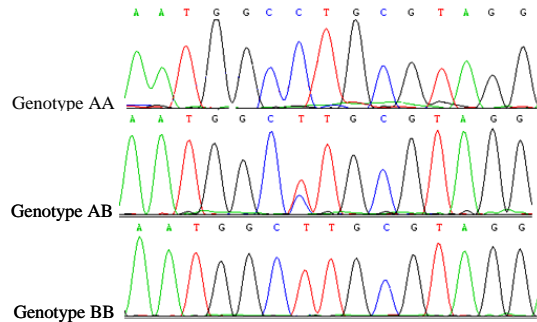 A A T G G C C T G C G T A G G
Genotype AA
A A T G G C T T G C G T A G G
Genotype AB
A A T G G C T T G C G T A G G
Genotype BB